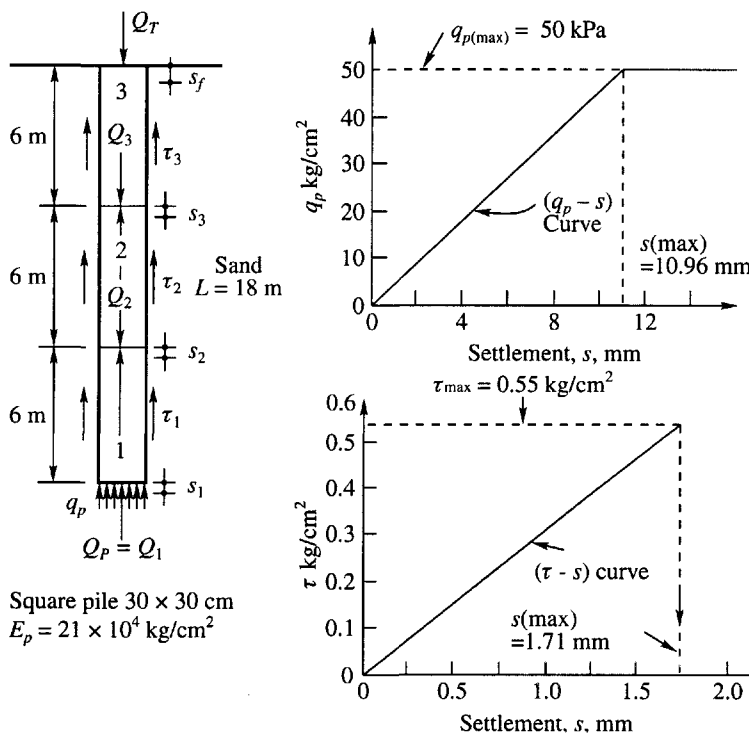 Q_T
s_f
3
6 m
Q_3
τ_3
s_3
2
6 m
Q_2
τ_2
Sand
L = 18 m
s_2
6 m
τ_1
1
s_1
q_p
Q_P = Q_1
Square pile 30 × 30 cm
E_p = 21 × 10^4 kg/cm^2
q_p(max) = 50 kPa
50
40
30
20
10
0
q_p kg/cm^2
(q_p – s)
Curve
s(max)
=10.96 mm
0 4 8 12
Settlement, s, mm
τ_max = 0.55 kg/cm^2
0.6
0.5
0.4
0.3
0.2
0.1
0
τ kg/cm^2
(τ - s) curve
s(max)
=1.71 mm
0 0.5 1.0 1.5 2.0
Settlement, s, mm